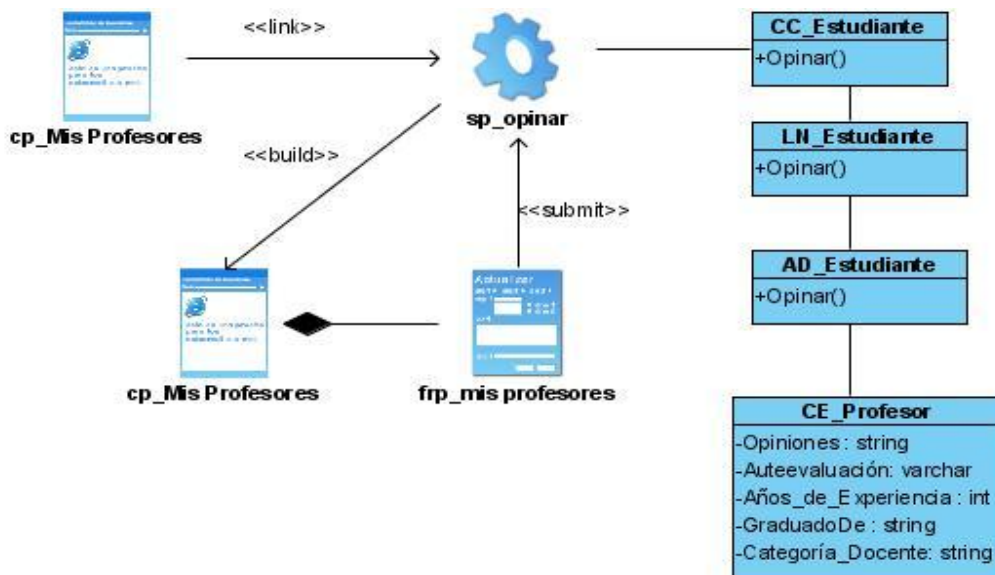 <<link>>
cp_Mis Profesores
sp_opinar
<<build>>
<<submit>>
cp_Mis Profesores
Actualizar
frp_mis profesores
CC_Estudiante
+Opinar()
LN_Estudiante
+Opinar()
AD_Estudiante
+Opinar()
CE_Profesor
-Opiniones : string
-Auteevaluación: varchar
-Años_de_Experiencia : int
-GraduadoDe : string
-Categoría_Docente: string